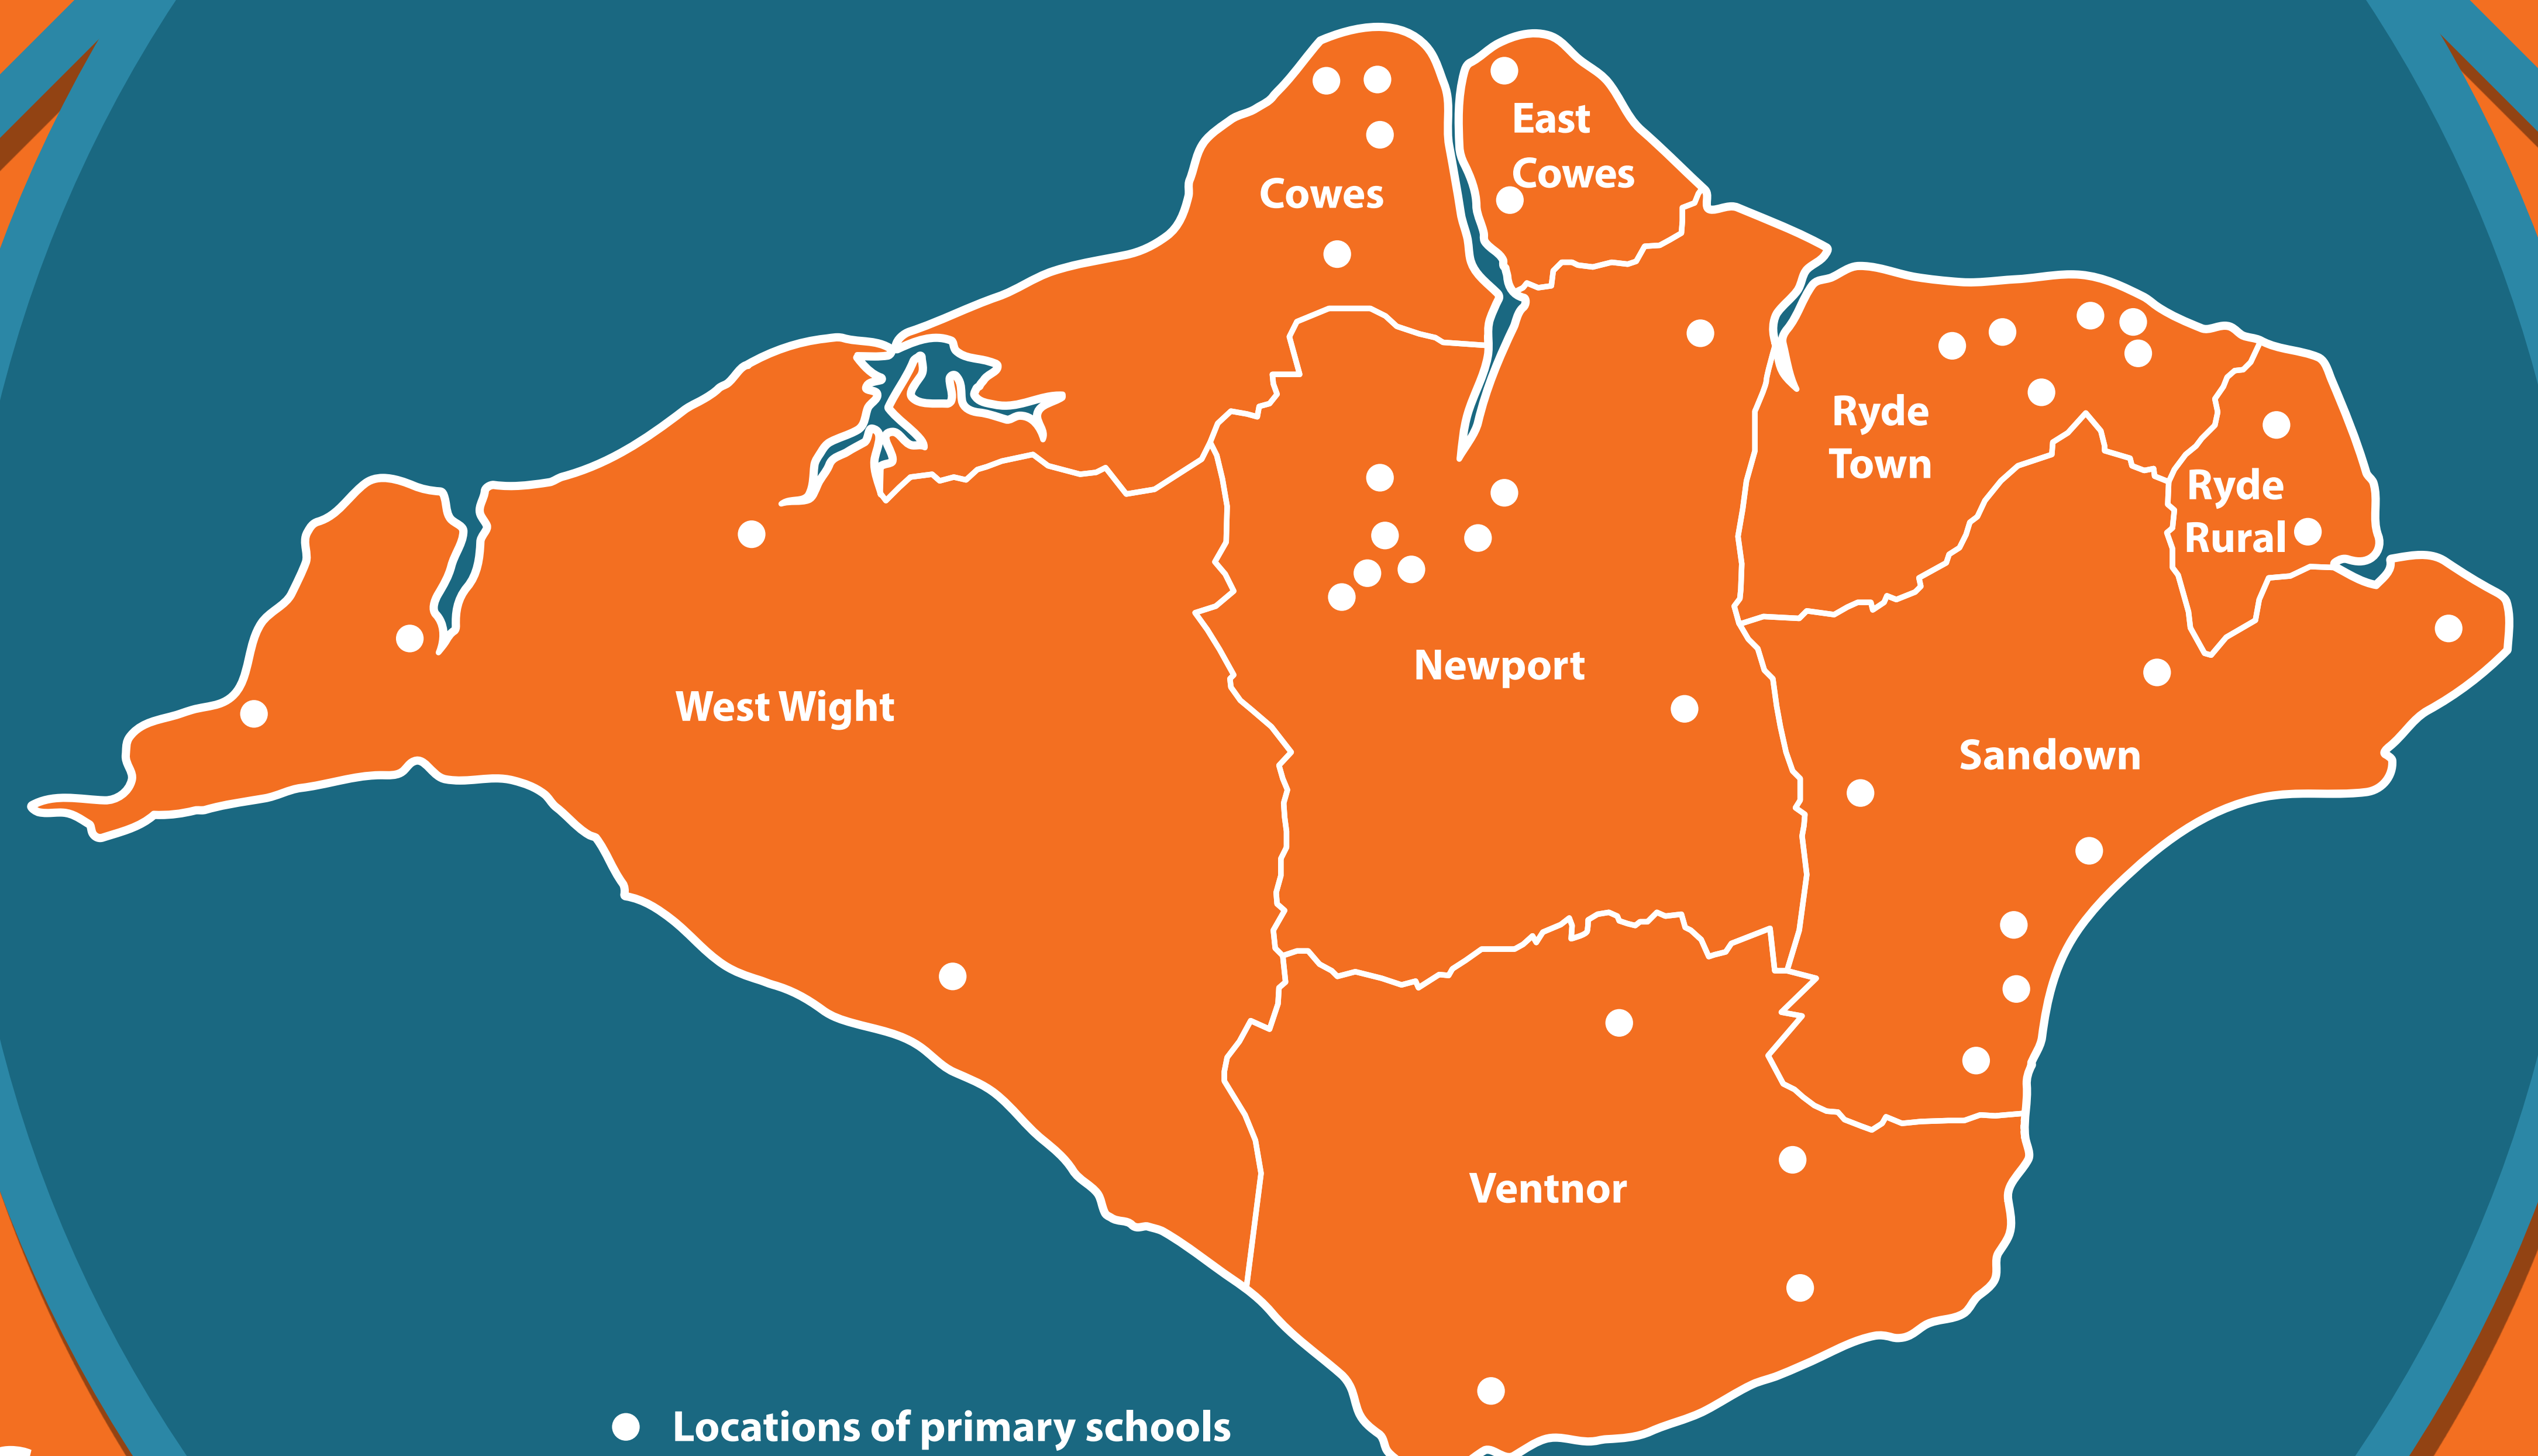 East
Cowes
Cowes
Ryde
Town
Ryde
Rural
Newport
West Wight
Sandown
Ventnor
Locations of primary schools